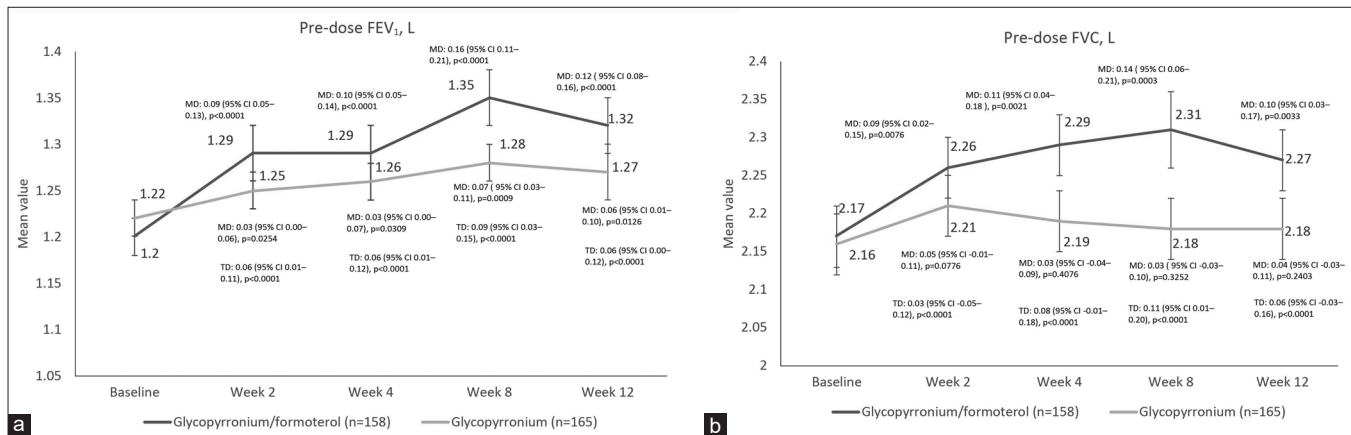 Pre-dose FEV₁, L
1.4
1.35
1.3
1.25
1.2
1.15
1.1
1.05
Mean value
MD: 0.09 (95% CI 0.05–
0.13), p<0.0001
MD: 0.10 (95% CI 0.05–
0.14), p<0.0001
MD: 0.16 (95% CI 0.11–
0.21), p<0.0001
MD: 0.12 ( 95% CI 0.08–
0.16), p<0.0001
1.2
1.29
1.29
1.35
1.32
1.22
1.25
1.26
1.28
1.27
MD: 0.03 (95% CI 0.00–
0.06), p=0.0254
MD: 0.03 (95% CI 0.00–
0.07), p=0.0309
MD: 0.07 ( 95% CI 0.03–
0.11), p=0.0009
MD: 0.06 (95% CI 0.01–
0.10), p=0.0126
TD: 0.06 (95% CI 0.01–
0.11), p<0.0001
TD: 0.06 (95% CI 0.01–
0.12), p<0.0001
TD: 0.09 (95% CI 0.03–
0.15), p<0.0001
TD: 0.06 (95% CI 0.00–
0.12), p<0.0001
Baseline
Week 2
Week 4
Week 8
Week 12
Glycopyrronium/formoterol (n=158)
Glycopyrronium (n=165)
a
Pre-dose FVC, L
2.4
2.35
2.3
2.25
2.2
2.15
2.1
2.05
2
Mean value
MD: 0.09 (95% CI 0.02–
0.15), p=0.0076
MD: 0.11 (95% CI 0.04–
0.18 ), p=0.0021
MD: 0.14 ( 95% CI 0.06–
0.21), p=0.0003
MD: 0.10 (95% CI 0.03–
0.17), p=0.0033
2.17
2.26
2.29
2.31
2.27
2.16
2.21
2.19
2.18
2.18
MD: 0.05 (95% CI -0.01–
0.11), p=0.0776
MD: 0.03 (95% CI -0.04–
0.09), p=0.4076
MD: 0.03 ( 95% CI -0.03–
0.10), p=0.3252
MD: 0.04 (95% CI -0.03–
0.11), p=0.2403
TD: 0.03 (95% CI -0.05–
0.12), p<0.0001
TD: 0.08 (95% CI -0.01–
0.18), p<0.0001
TD: 0.11 (95% CI 0.01–
0.20), p<0.0001
TD: 0.06 (95% CI -0.03–
0.16), p<0.0001
Baseline
Week 2
Week 4
Week 8
Week 12
Glycopyrronium/formoterol (n=158)
Glycopyrronium (n=165)
b